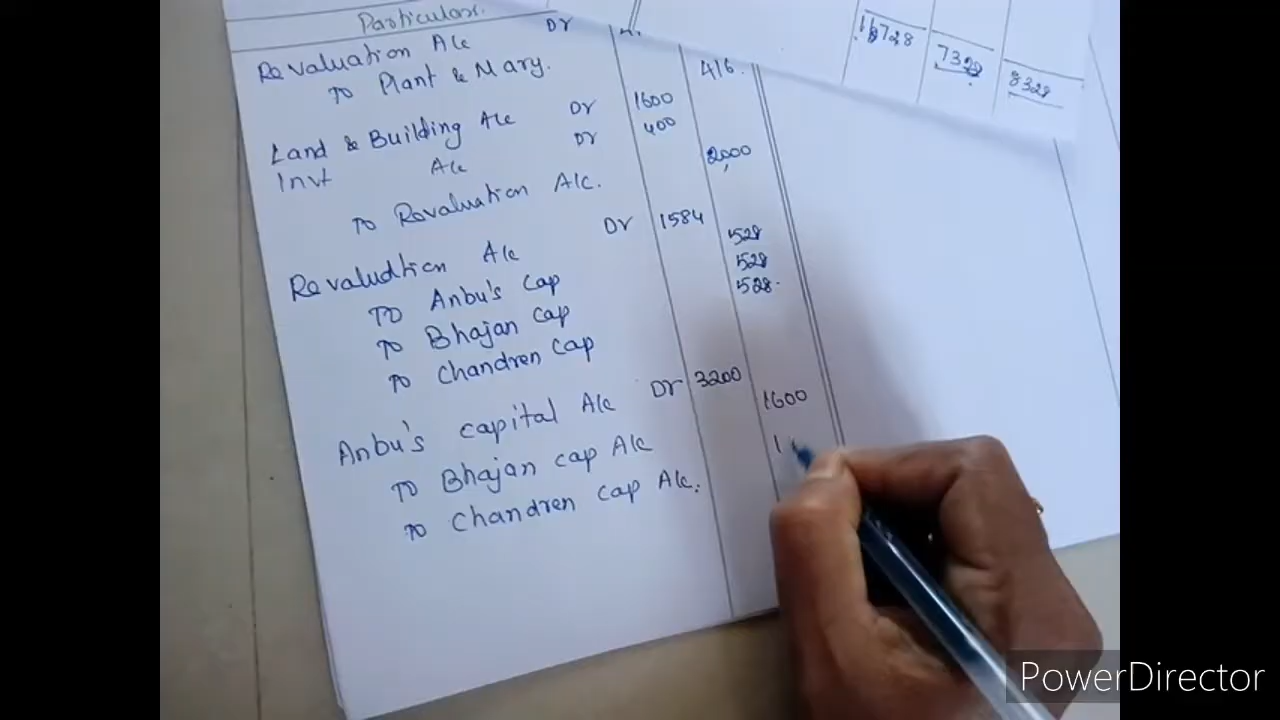 Particulars.
Revaluation A/c Dr
To Plant & Mary. 416.
Land & Building A/c Dr 1600
Invt A/c Dr 400
To Revaluation A/c. 2000
Revaluation A/c Dr 1584
To Anbu's Cap 528
To Bhajan Cap 528
To Chandren Cap 528.
Anbu's capital A/c Dr 3200
To Bhajan Cap A/c 1600
To Chandren Cap A/c. 1
16728
7328
8328
PowerDirector